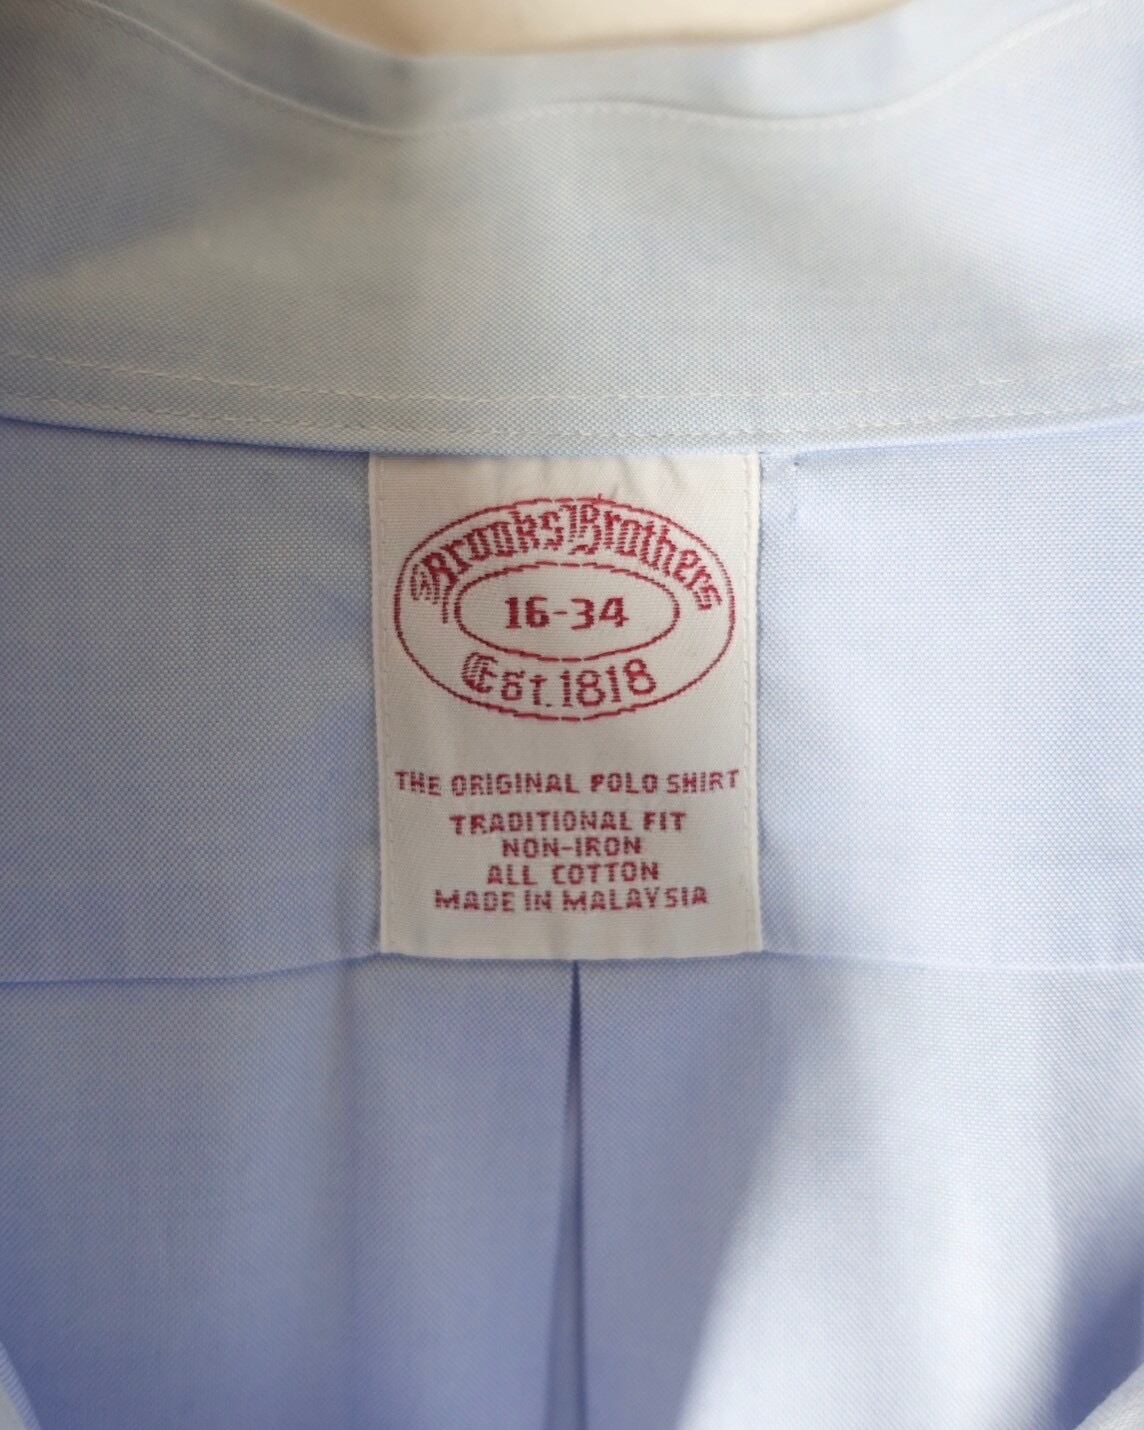 Brooks Brothers
16-34
Est. 1818
THE ORIGINAL POLO SHIRT
TRADITIONAL FIT
NON-IRON
ALL COTTON
MADE IN MALAYSIA